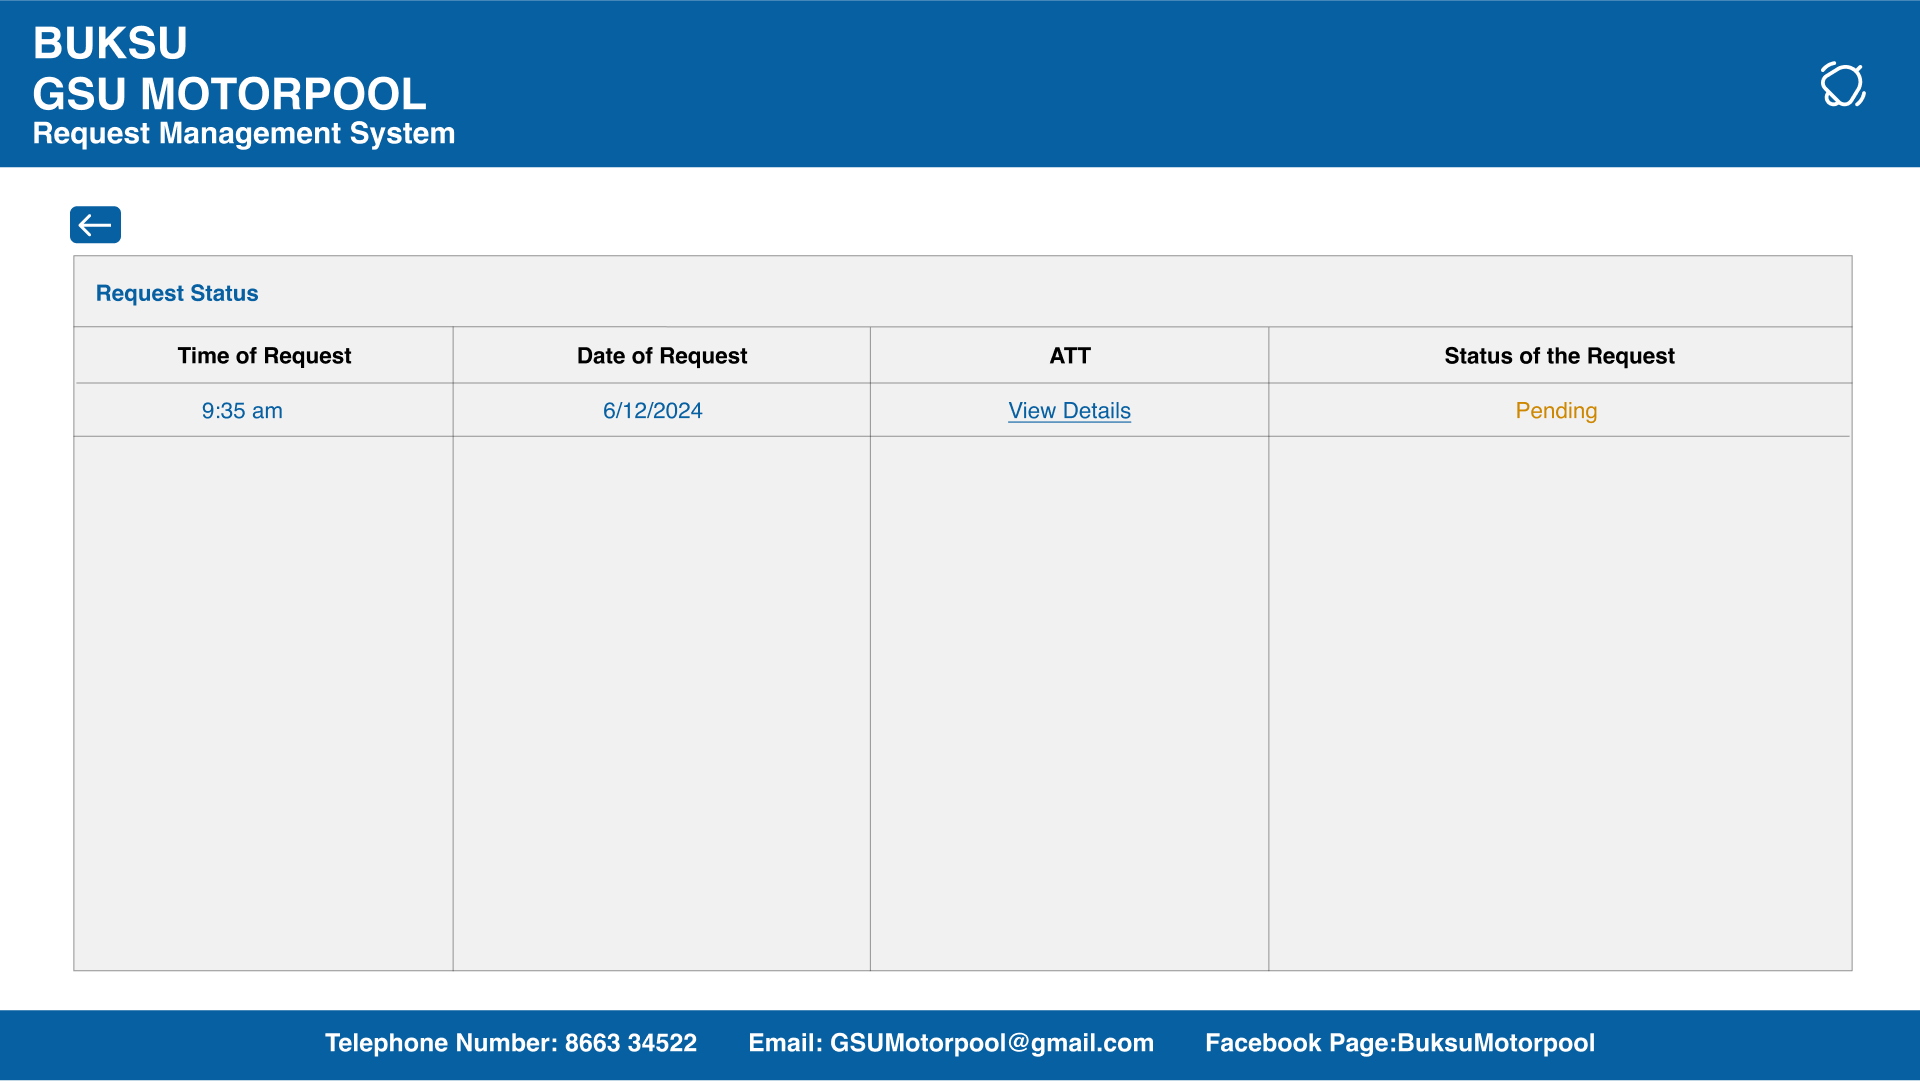 BUKSU
GSU MOTORPOOL
Request Management System
Request Status
Time of Request Date of Request ATT Status of the Request
9:35 am 6/12/2024 View Details Pending
Telephone Number: 8663 34522 Email: GSUMotorpool@gmail.com Facebook Page:BuksuMotorpool